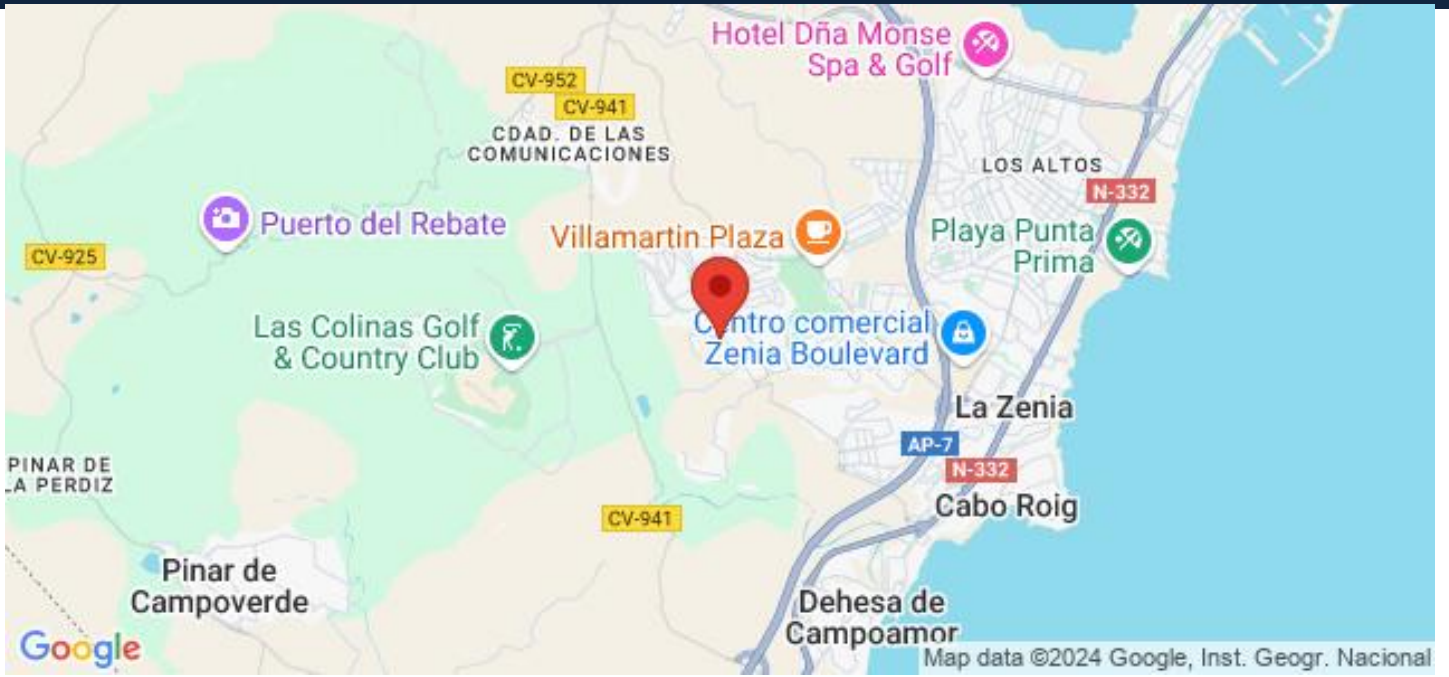 Hotel Dña Monse
Spa & Golf
CV-952
CV-941
CDAD. DE LAS
COMUNICACIONES
LOS ALTOS
N-332
Puerto del Rebate
Villamartin Plaza
Playa Punta
Prima
CV-925
Las Colinas Golf
& Country Club
Centro comercial
Zenia Boulevard
La Zenia
AP-7
N-332
PINAR DE
LA PERDIZ
Cabo Roig
CV-941
Pinar de
Campoverde
Dehesa de
Campoamor
Google
Map data ©2024 Google, Inst. Geogr. Nacional